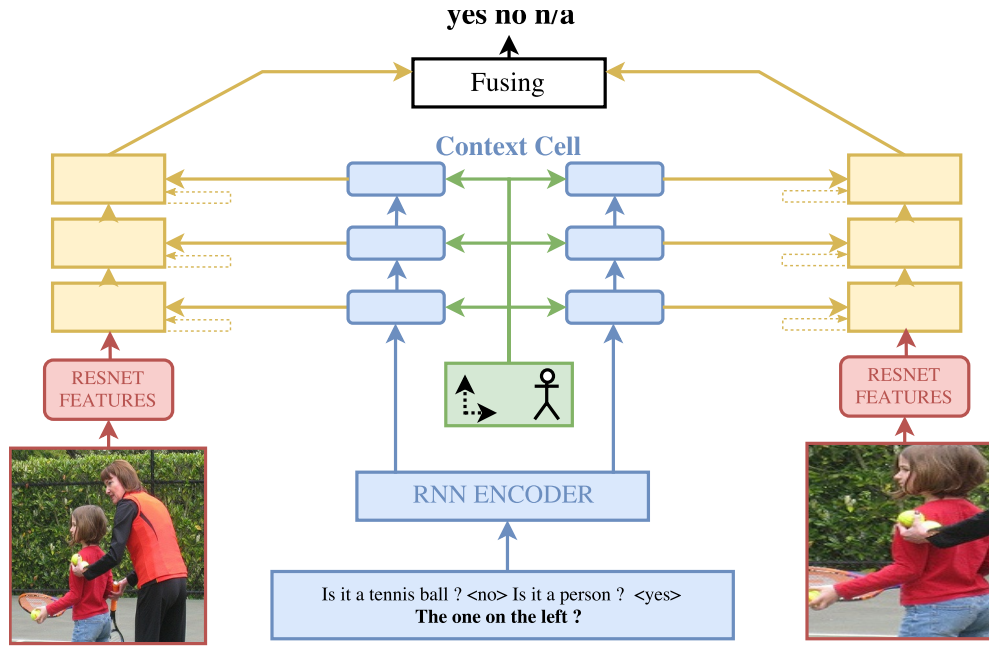 yes no n/a
Fusing
Context Cell
RESNET
FEATURES
RESNET
FEATURES
RNN ENCODER
Is it a tennis ball ? <no> Is it a person ? <yes>
The one on the left ?